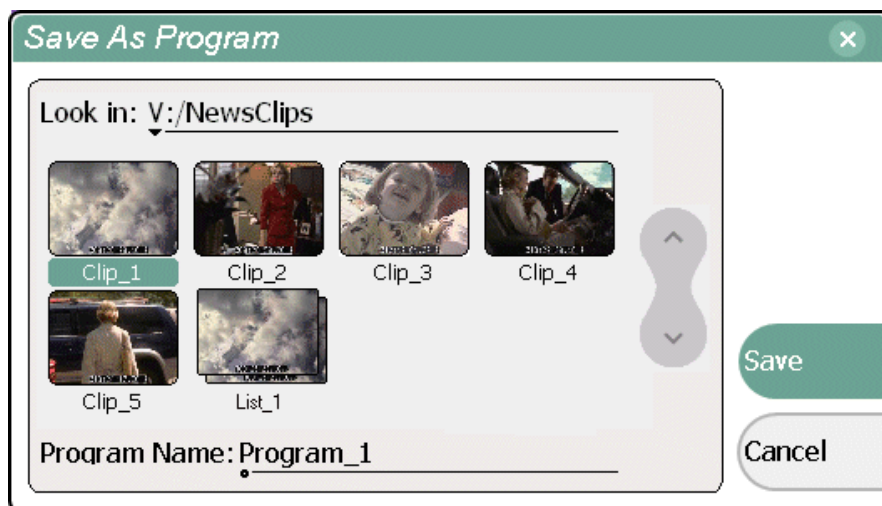 Save As Program
Look in: V:/NewsClips
Clip_1 Clip_2 Clip_3 Clip_4
Clip_5 List_1
Program Name: Program_1
Save
Cancel